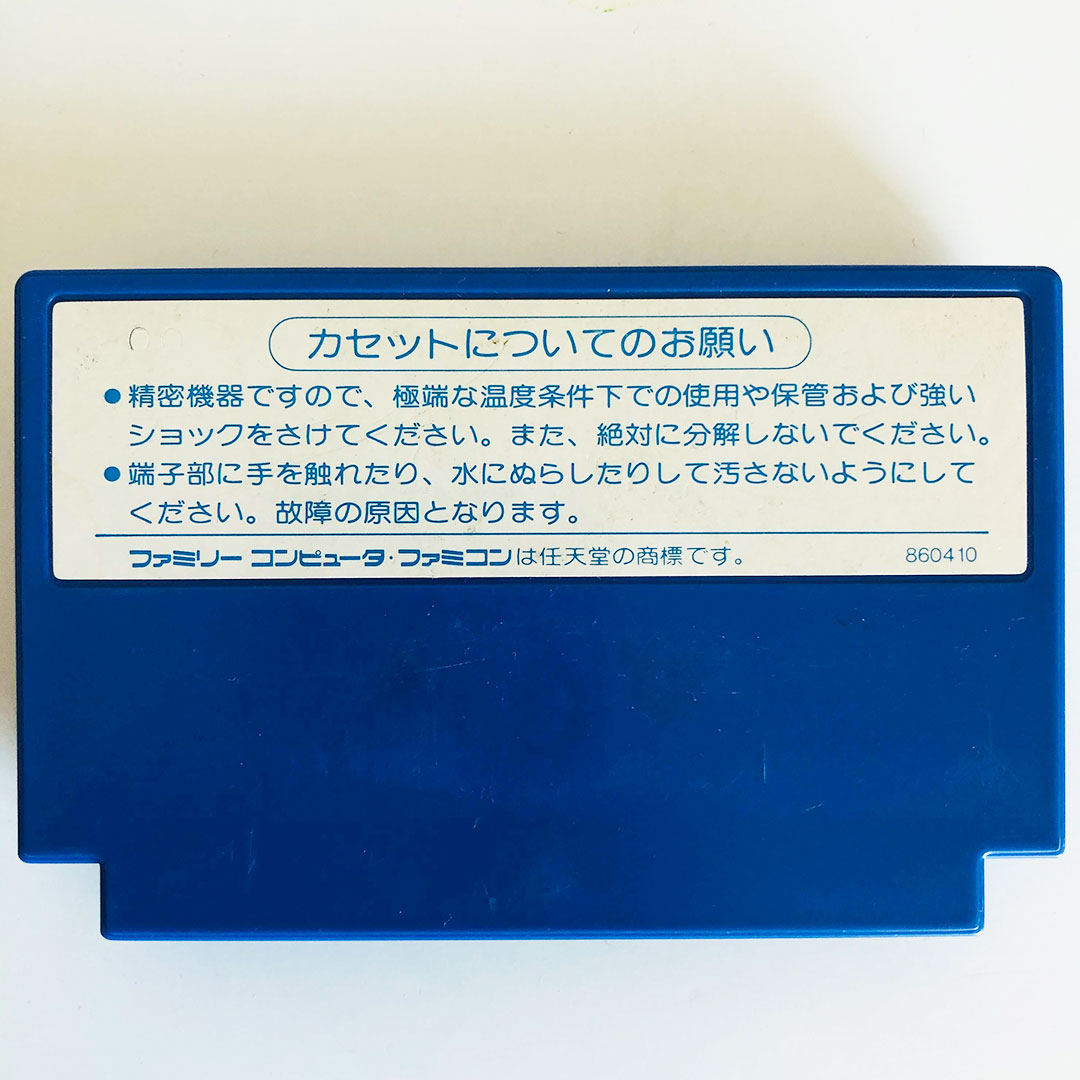 カセットについてのお願い
●精密機器ですので、極端な温度条件下での使用や保管および強い
ショックをさけてください。また、絶対に分解しないでください。
●端子部に手を触れたり、水にぬらしたりして汚さないようにして
ください。故障の原因となります。
ファミリー コンピュータ・ファミコンは任天堂の商標です。 860410